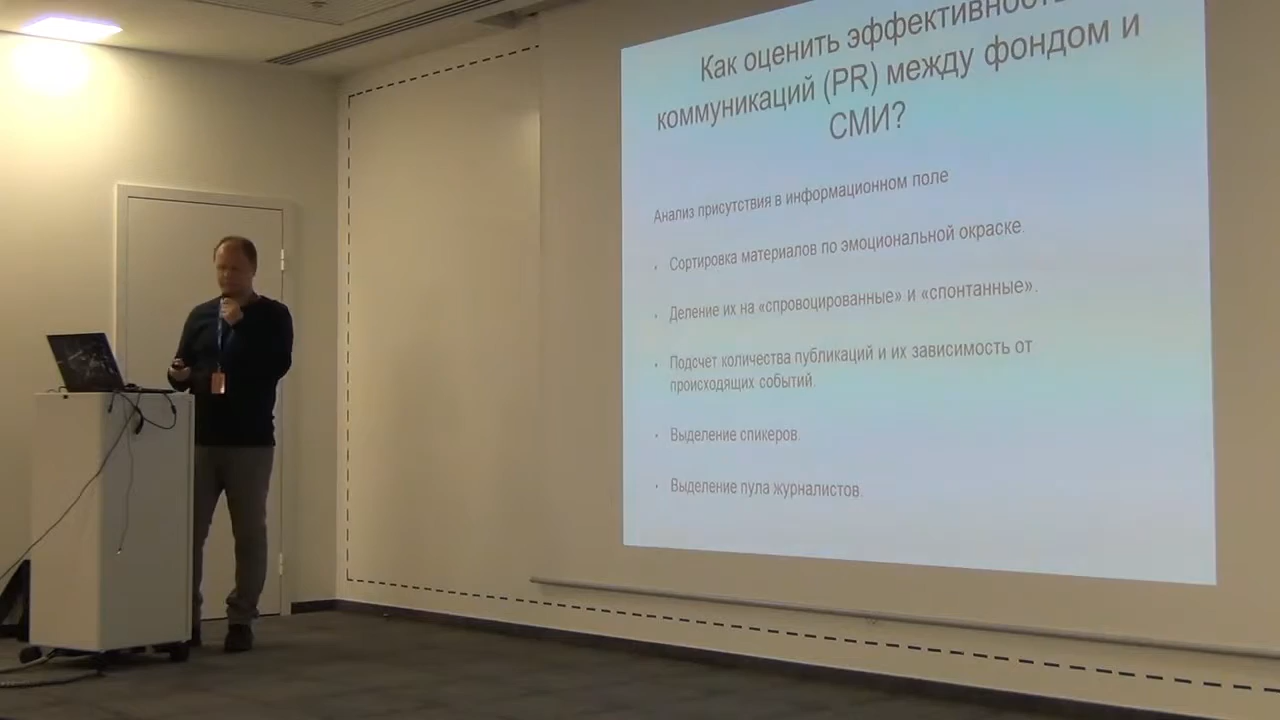 Как оценить эффективность
коммуникаций (PR) между фондом и
СМИ?
Анализ присутствия в информационном поле
Сортировка материалов по эмоциональной окраске.
Деление их на «спровоцированные» и «спонтанные».
Подсчет количества публикаций и их зависимость от
происходящих событий.
Выделение спикеров.
Выделение пула журналистов.